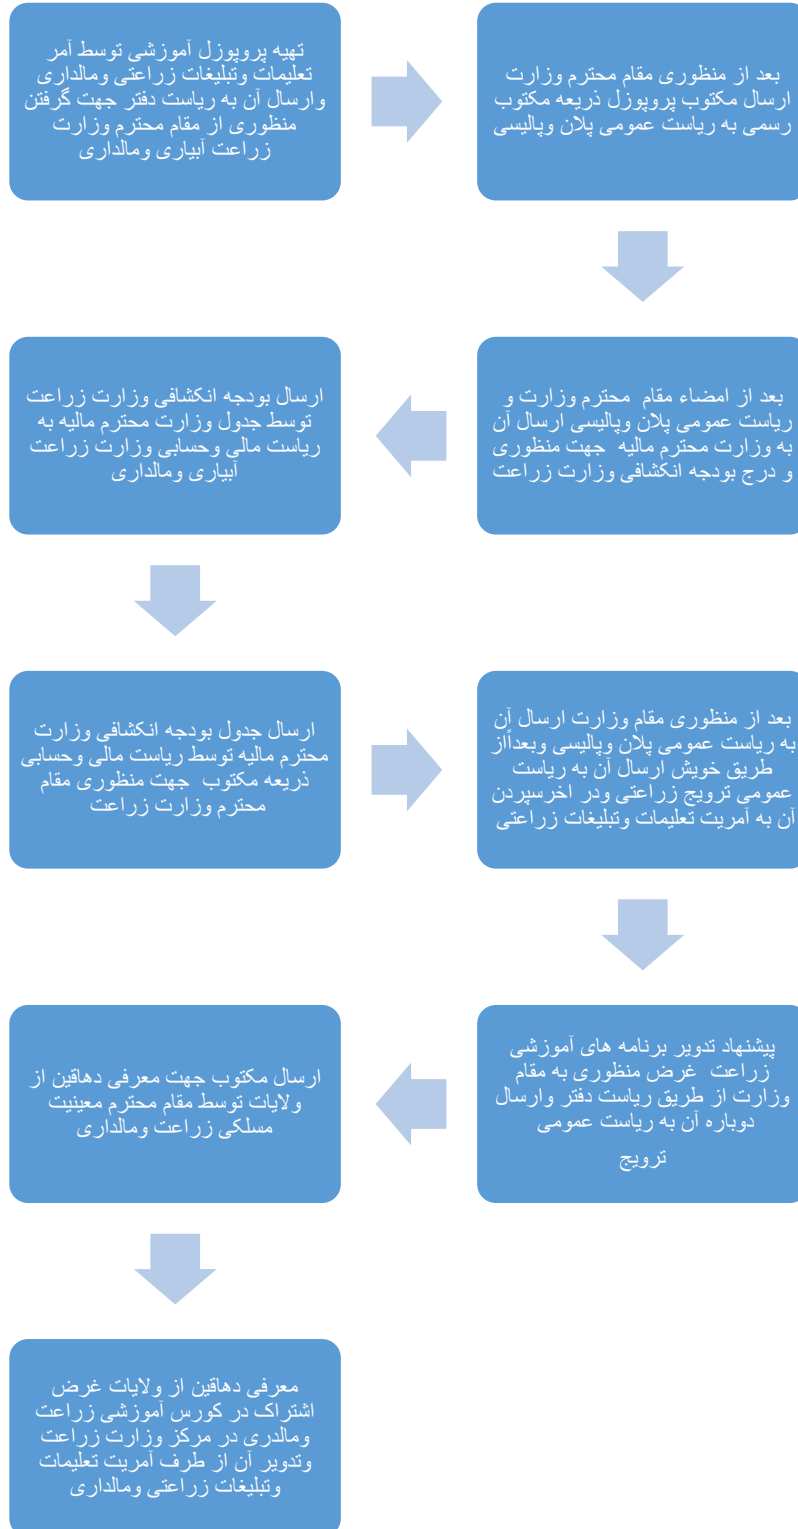 تهیه پروپوزل آموزشی توسط آمر
تعلیمات وتبلیغات زراعتی ومالداری
وارسال آن به ریاست دفتر جهت گرفتن
منظوری از مقام محترم وزارت
زراعت آبیاری ومالداری
بعد از منظوری مقام محترم وزارت
ارسال مکتوب پروپوزل ذریعه مکتوب
رسمی به ریاست عمومی پلان وپالیسی
بعد از امضاء مقام محترم وزارت و
ریاست عمومی پلان وپالیسی ارسال آن
به وزارت محترم مالیه جهت منظوری
و درج بودجه انکشافی وزارت زراعت
ارسال بودجه انکشافی وزارت زراعت
توسط جدول وزارت محترم مالیه به
ریاست مالی وحسابی وزارت زراعت
آبیاری ومالداری
ارسال جدول بودجه انکشافی وزارت
محترم مالیه توسط ریاست مالی وحسابی
ذریعه مکتوب جهت منظوری مقام
محترم وزارت زراعت
بعد از منظوری مقام وزارت ارسال آن
به ریاست عمومی پلان وپالیسی وبعداًاز
طریق خویش ارسال آن به ریاست
عمومی ترویج زراعتی ودر اخرسپردن
آن به آمریت تعلیمات وتبلیغات زراعتی
پیشنهاد تدویر برنامه های آموزشی
زراعت غرض منظوری به مقام
وزارت از طریق ریاست دفتر وارسال
دوباره آن به ریاست عمومی
ترویج
ارسال مکتوب جهت معرفی دهاقین از
ولایات توسط مقام محترم معینیت
مسلکی زراعت ومالداری
معرفی دهاقین از ولایات غرض
اشتراک در کورس آموزشی زراعت
ومالدری در مرکز وزارت زراعت
وتدویر آن از طرف آمریت تعلیمات
وتبلیغات زراعتی ومالداری